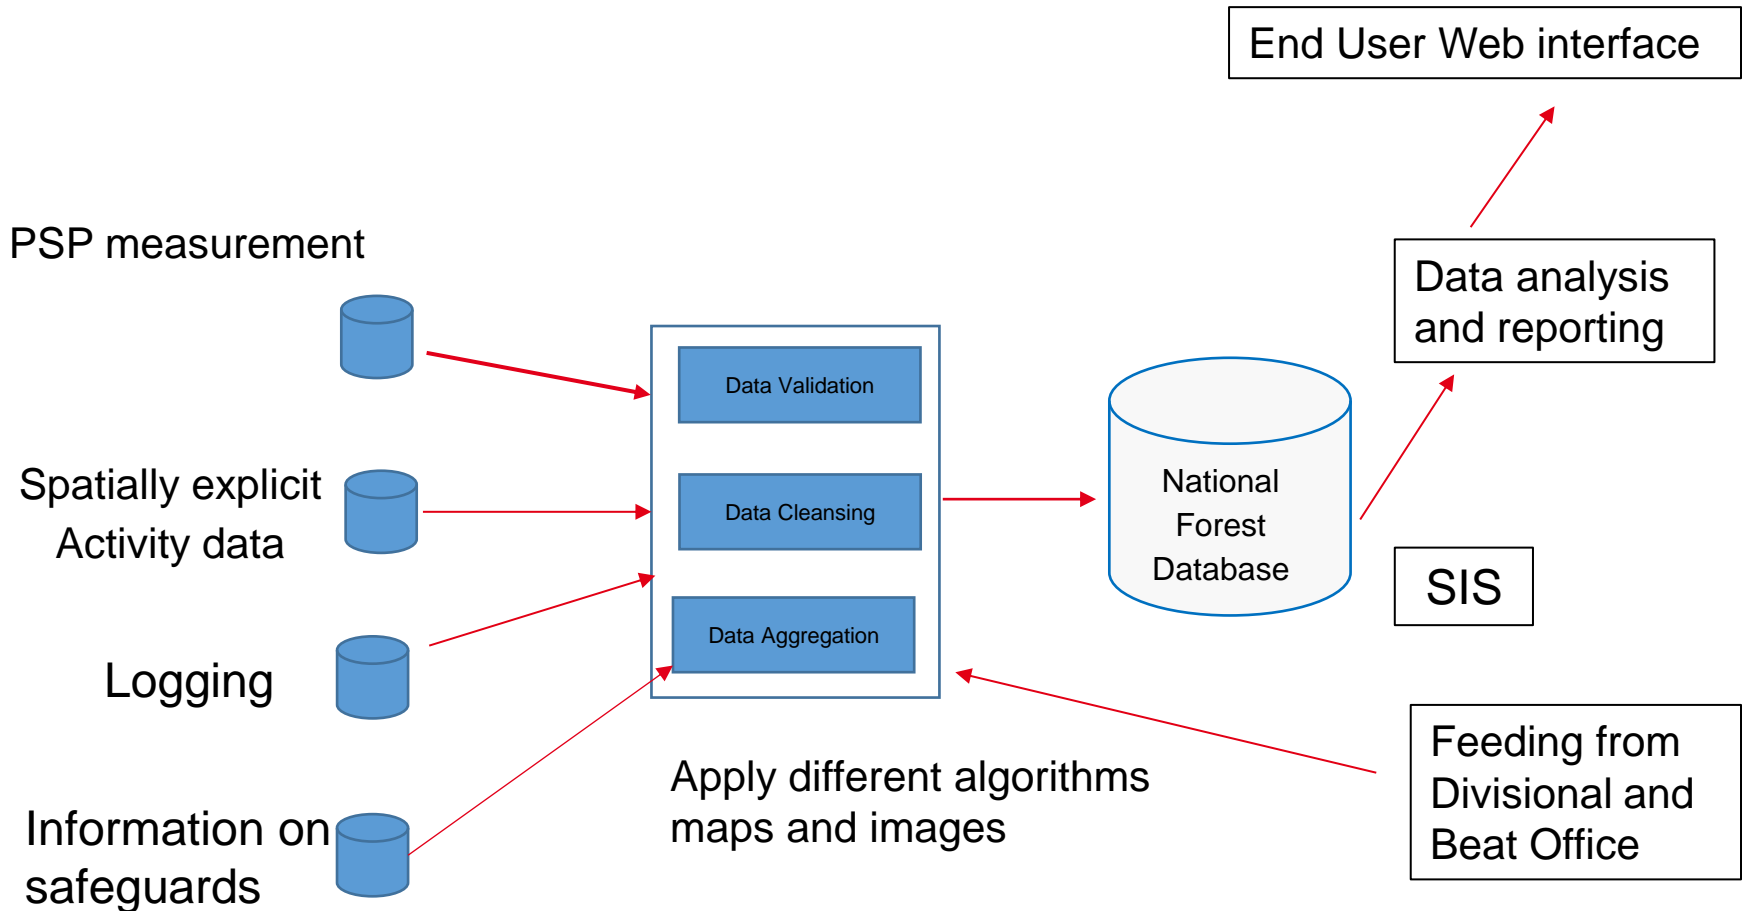 End User Web interface
PSP measurement
Data analysis
and reporting
Data Validation
Spatially explicit
Activity data
Data Cleansing
National
Forest
Database
SIS
Logging
Data Aggregation
Feeding from
Divisional and
Beat Office
Apply different algorithms
maps and images
Information on
safeguards